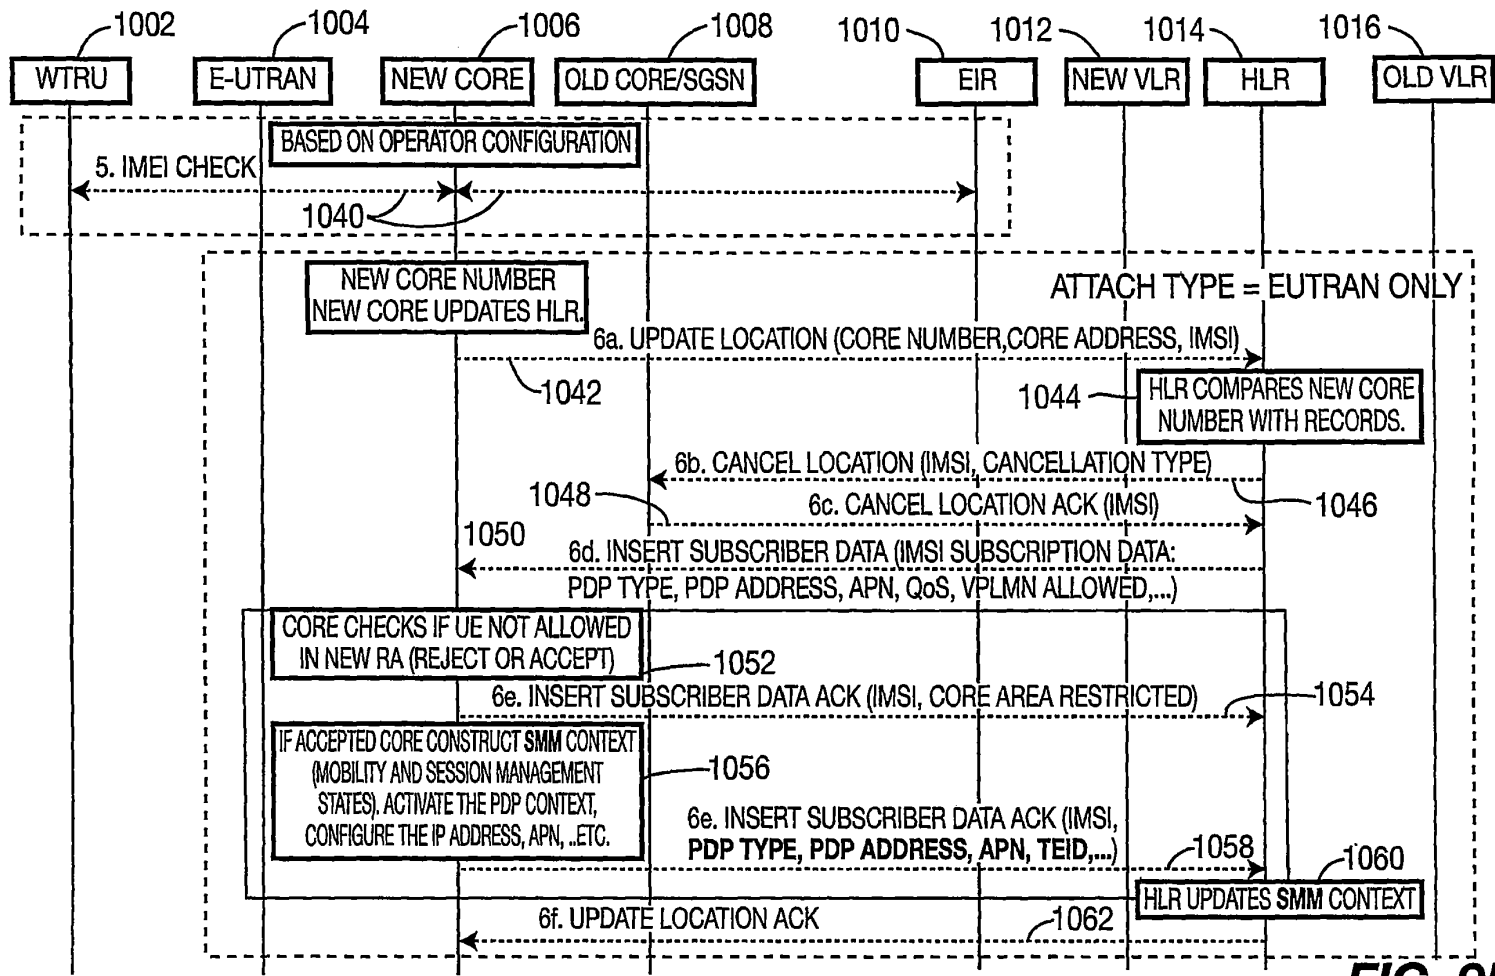 1002
1004
1006
1008
1010
1012
1014
1016
WTRU
E-UTRAN
NEW CORE
OLD CORE/SGSN
EIR
NEW VLR
HLR
OLD VLR
BASED ON OPERATOR CONFIGURATION
5. IMEI CHECK
1040
NEW CORE NUMBER
NEW CORE UPDATES HLR.
ATTACH TYPE = EUTRAN ONLY
6a. UPDATE LOCATION (CORE NUMBER,CORE ADDRESS, IMSI)
1042
1044
HLR COMPARES NEW CORE
NUMBER WITH RECORDS.
6b. CANCEL LOCATION (IMSI, CANCELLATION TYPE)
1046
1048
6c. CANCEL LOCATION ACK (IMSI)
1050
6d. INSERT SUBSCRIBER DATA (IMSI SUBSCRIPTION DATA:
PDP TYPE, PDP ADDRESS, APN, QoS, VPLMN ALLOWED,...)
CORE CHECKS IF UE NOT ALLOWED
IN NEW RA (REJECT OR ACCEPT)
1052
6e. INSERT SUBSCRIBER DATA ACK (IMSI, CORE AREA RESTRICTED)
1054
IF ACCEPTED CORE CONSTRUCT SMM CONTEXT
(MOBILITY AND SESSION MANAGEMENT
STATES). ACTIVATE THE PDP CONTEXT,
CONFIGURE THE IP ADDRESS, APN, ..ETC.
1056
6e. INSERT SUBSCRIBER DATA ACK (IMSI,
PDP TYPE, PDP ADDRESS, APN, TEID,...)
1058
1060
HLR UPDATES SMM CONTEXT
6f. UPDATE LOCATION ACK
1062